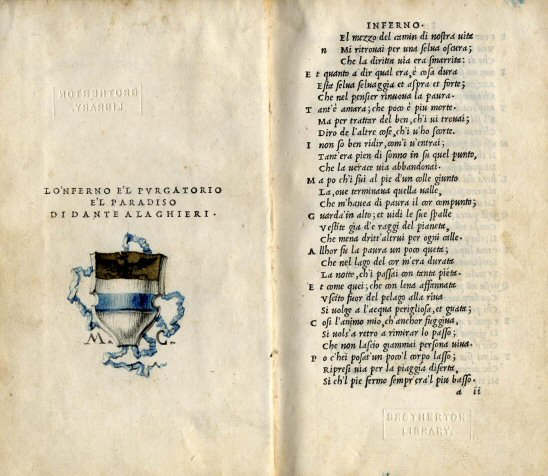 BROTHERTON
LIBRARY.
LO'NFERNO E'L PVRGATORIO
E'L PARADISO
DI DANTE ALAGHIERI.
M. C.
INFERNO.
El mezzo del camin di nostra uita
n Mi ritrouai per una selua oscura;
Che la diritta uia era smarrita:
E t quanto a dir qual era, è cosa dura
Esta selua seluaggia et aspra et forte;
Che nel pensier rinuoua la paura.
T ant'è amara; che poco è piu morte.
Ma per trattar del ben, ch'i ui trouai;
Diro de l'altre cose, ch'i u'ho scorte.
I non so ben ridir, com'i u'entrai;
Tant'era pien di sonno in su quel punto,
Che la uerace uia abbandonai.
M a po ch'i fui al pie d'un colle giunto
La, oue terminaua quella ualle,
Che m'hauea di paura il cor compunto;
G uarda'in alto; et uidi le sue spalle
Vestite gia d'e raggi del pianeta,
Che mena dritt'altrui per ogni calle.
A llhor fu la paura un poco queta;
Che nel lago del cor m'era durata
La notte, ch'i passai con tanta pieta.
E t come quei; che con lena affannata
Vscito fuor del pelago alla riua
Si uolge a l'acqua perigliosa, et guata;
C osi l'animo mio, ch'anchor fuggiua,
Si uols'a retro a rimirar lo passo;
Che non lascio giammai persona uiua.
P o c'hei posat'un poco'l corpo lasso;
Ripresi uia per la piaggia diserta,
Si ch'l pie fermo sempr'era'l piu basso.
a ii
BROTHERTON
LIBRARY.